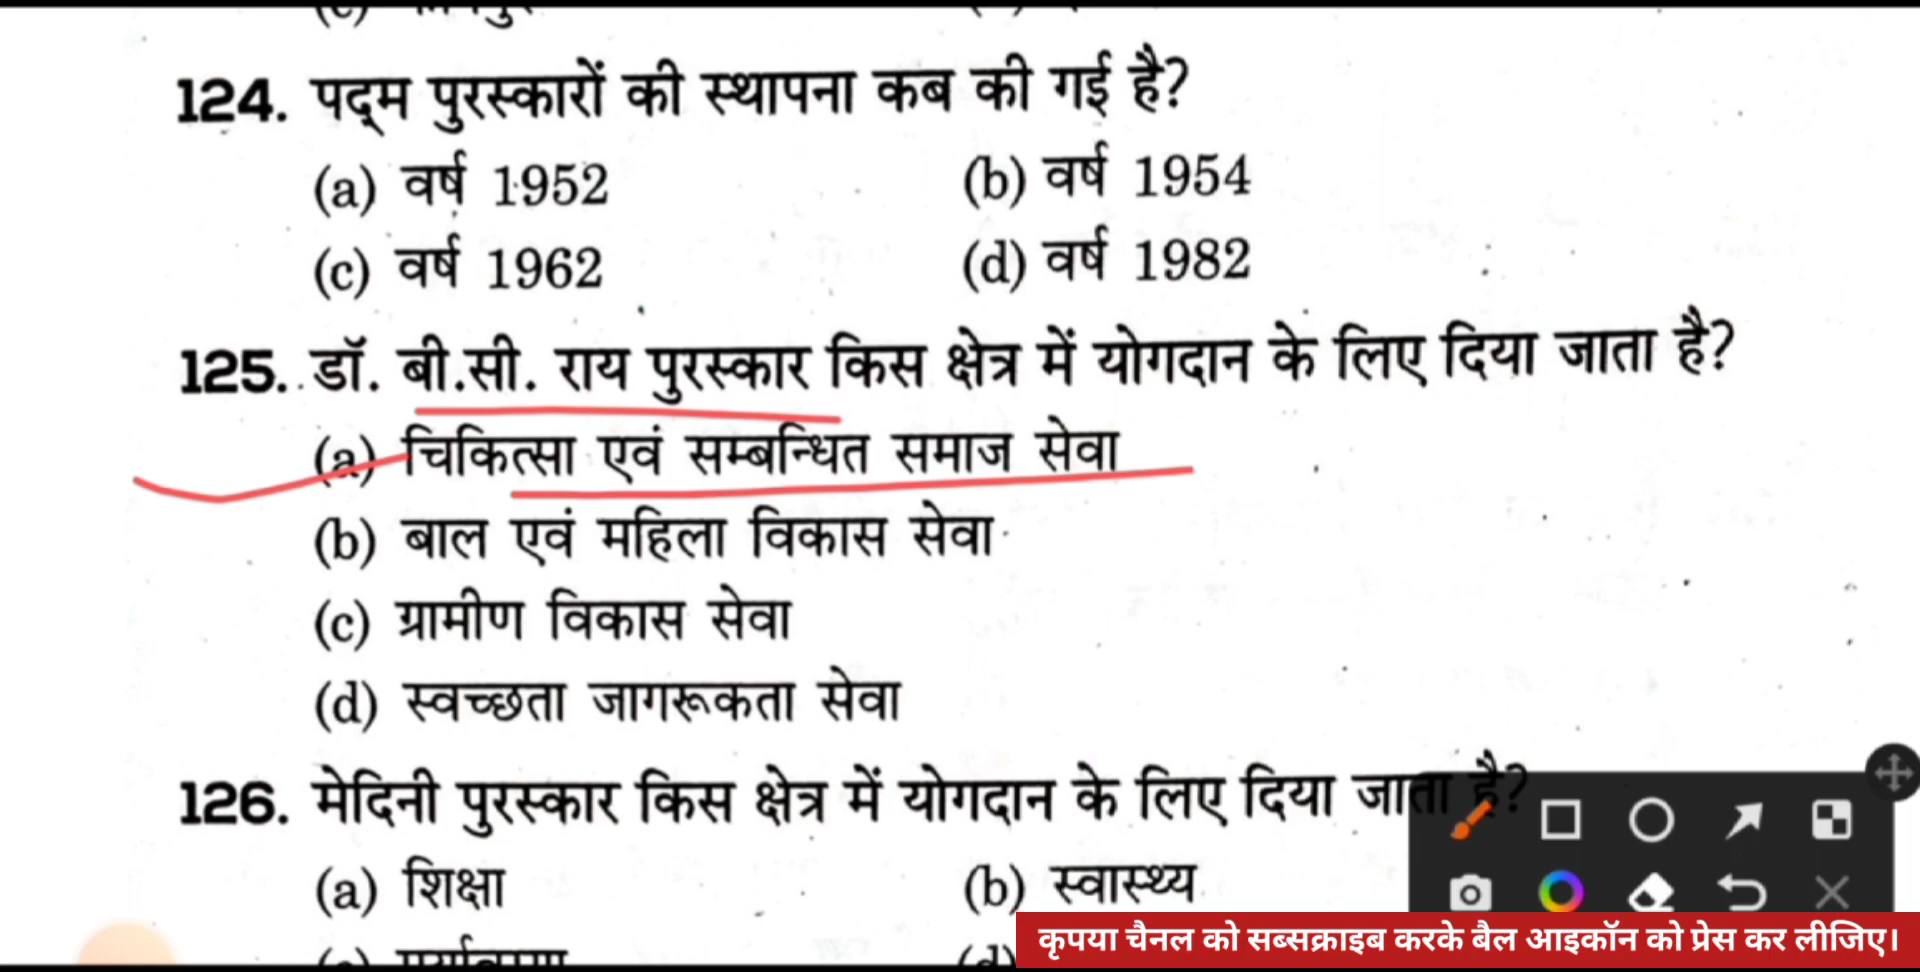 124. पद्म पुरस्कारों की स्थापना कब की गई है?
(a) वर्ष 1952 (b) वर्ष 1954
(c) वर्ष 1962 (d) वर्ष 1982
125. डॉ. बी.सी. राय पुरस्कार किस क्षेत्र में योगदान के लिए दिया जाता है?
(a) चिकित्सा एवं सम्बन्धित समाज सेवा
(b) बाल एवं महिला विकास सेवा
(c) ग्रामीण विकास सेवा
(d) स्वच्छता जागरूकता सेवा
126. मेदिनी पुरस्कार किस क्षेत्र में योगदान के लिए दिया जाता है?
(a) शिक्षा (b) स्वास्थ्य
कृपया चैनल को सब्सक्राइब करके बैल आइकॉन को प्रेस कर लीजिए।